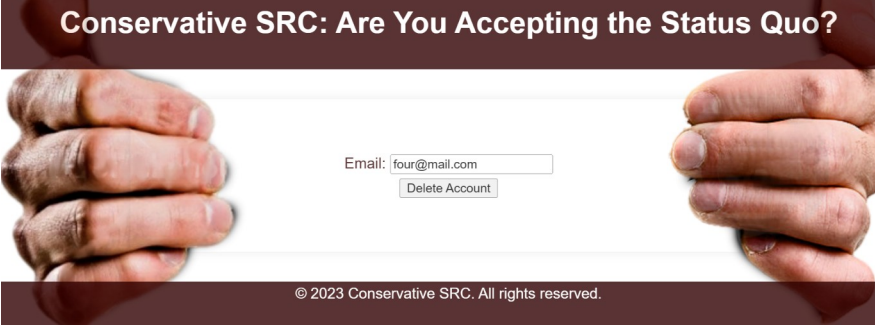 Conservative SRC: Are You Accepting the Status Quo?
Email: four@mail.com
Delete Account
© 2023 Conservative SRC. All rights reserved.